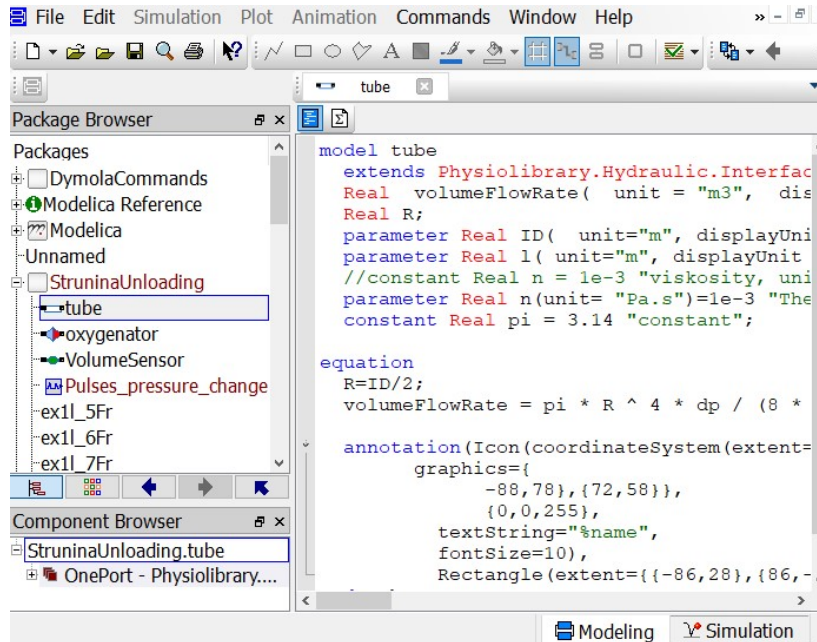 File Edit Simulation Plot Animation Commands Window Help »
tube
Package Browser
Packages
DymolaCommands
Modelica Reference
Modelica
Unnamed
StruninaUnloading
tube
oxygenator
VolumeSensor
Pulses_pressure_change
ex1l_5Fr
ex1l_6Fr
ex1l_7Fr
Component Browser
StruninaUnloading.tube
OnePort - Physiolibrary....
model tube
extends Physiolibrary.Hydraulic.Interfac
Real volumeFlowRate( unit = "m3", dis
Real R;
parameter Real ID( unit="m", displayUni
parameter Real l( unit="m", displayUnit
//constant Real n = 1e-3 "viskosity, uni
parameter Real n(unit= "Pa.s")=1e-3 "The
constant Real pi = 3.14 "constant";
equation
R=ID/2;
volumeFlowRate = pi * R ^ 4 * dp / (8 *
annotation(Icon(coordinateSystem(extent=
graphics={
-88,78},{72,58}},
{0,0,255},
textString="%name",
fontSize=10),
Rectangle(extent={{-86,28},{86,-
Modeling Simulation